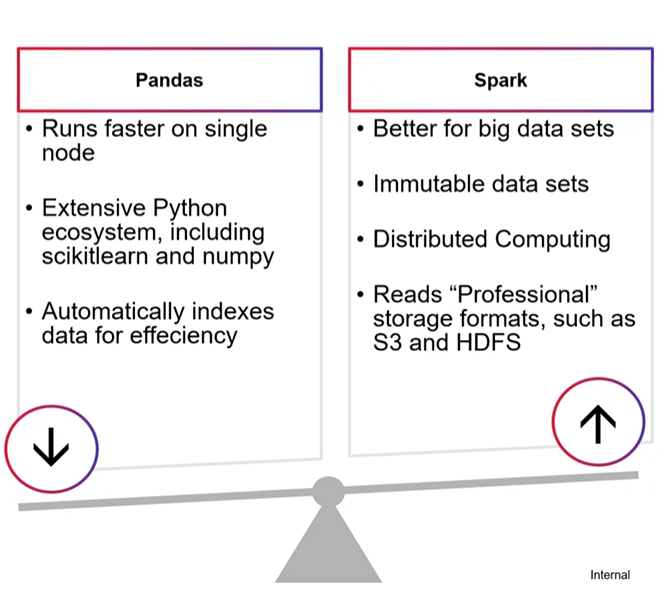 Pandas
• Runs faster on single
node
• Extensive Python
ecosystem, including
scikitlearn and numpy
• Automatically indexes
data for effeciency
Spark
• Better for big data sets
• Immutable data sets
• Distributed Computing
• Reads “Professional”
storage formats, such as
S3 and HDFS
Internal